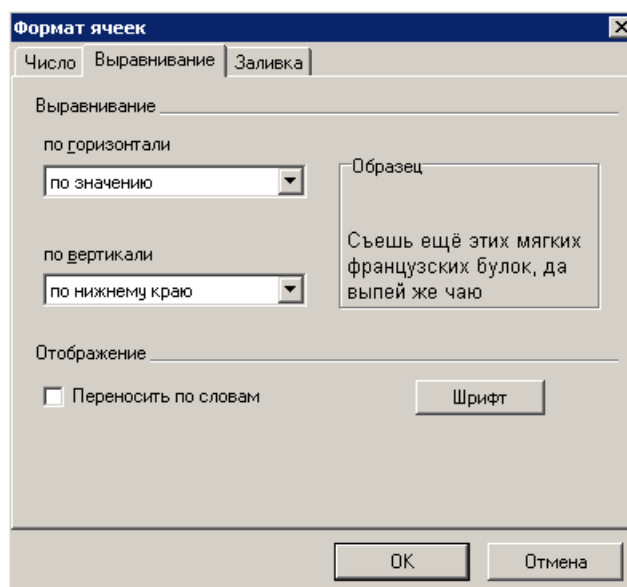 Формат ячеек
Число Выравнивание Заливка
Выравнивание
по горизонтали
по значению
по вертикали
по нижнему краю
Образец
Съешь ещё этих мягких
французских булок, да
выпей же чаю
Отображение
Переносить по словам
Шрифт
OK Отмена